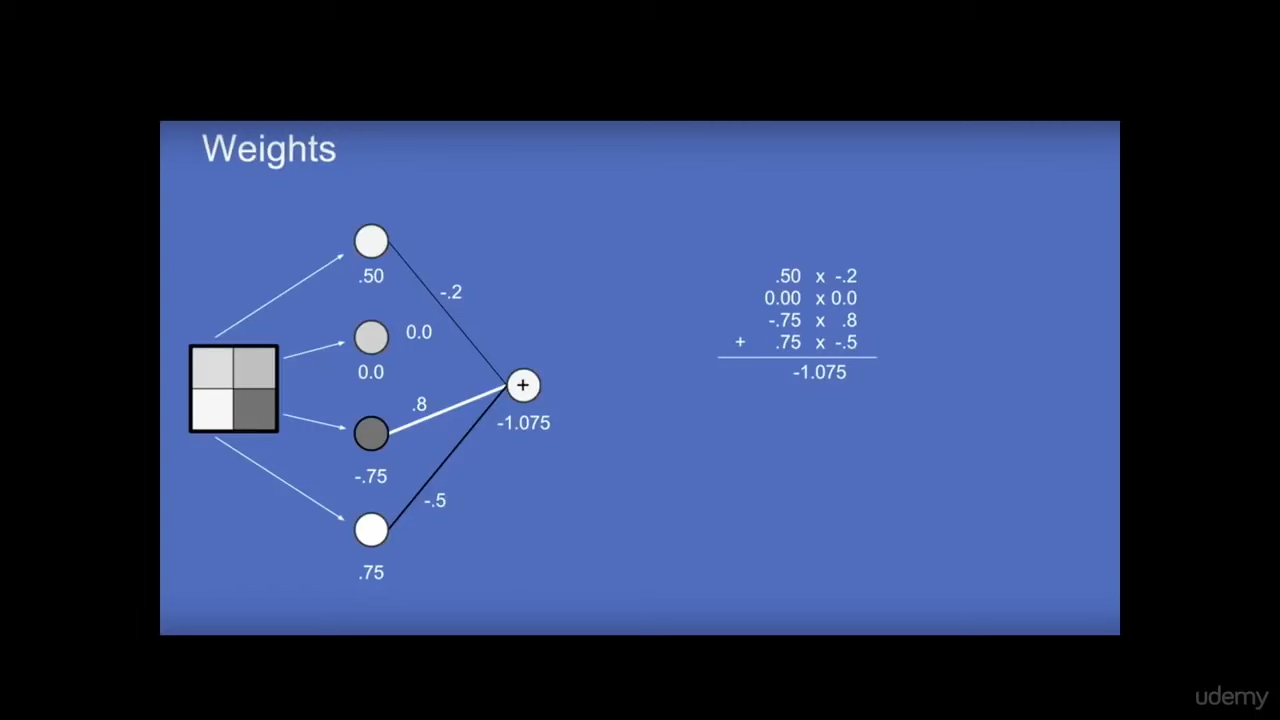 Weights
.50
-.2
0.0
0.0
.8
+
-1.075
-.75
-.5
.75
.50 x -.2
0.00 x 0.0
-.75 x .8
+ .75 x -.5
-1.075
udemy